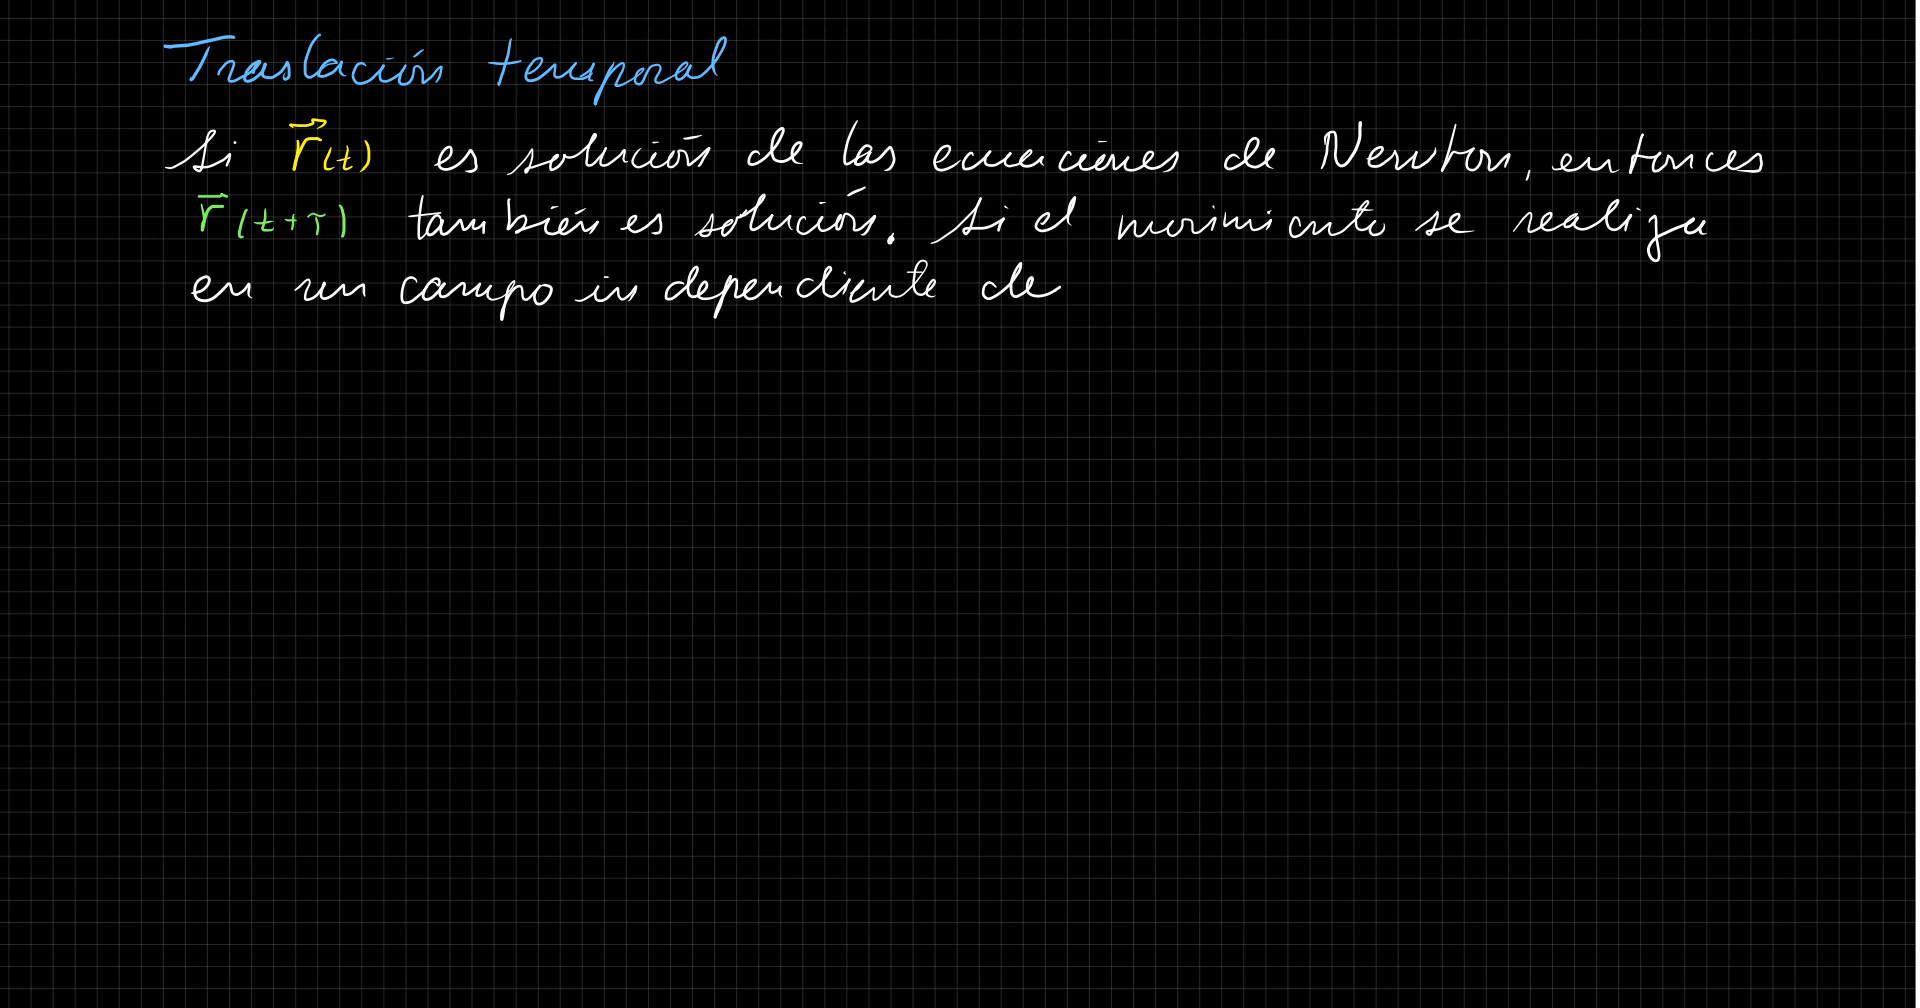 Traslación temporal
Si r⃗(t) es solución de las ecuaciones de Newton, entonces
r⃗(t+τ) también es solución. Si el movimiento se realiza
en un campo independiente de